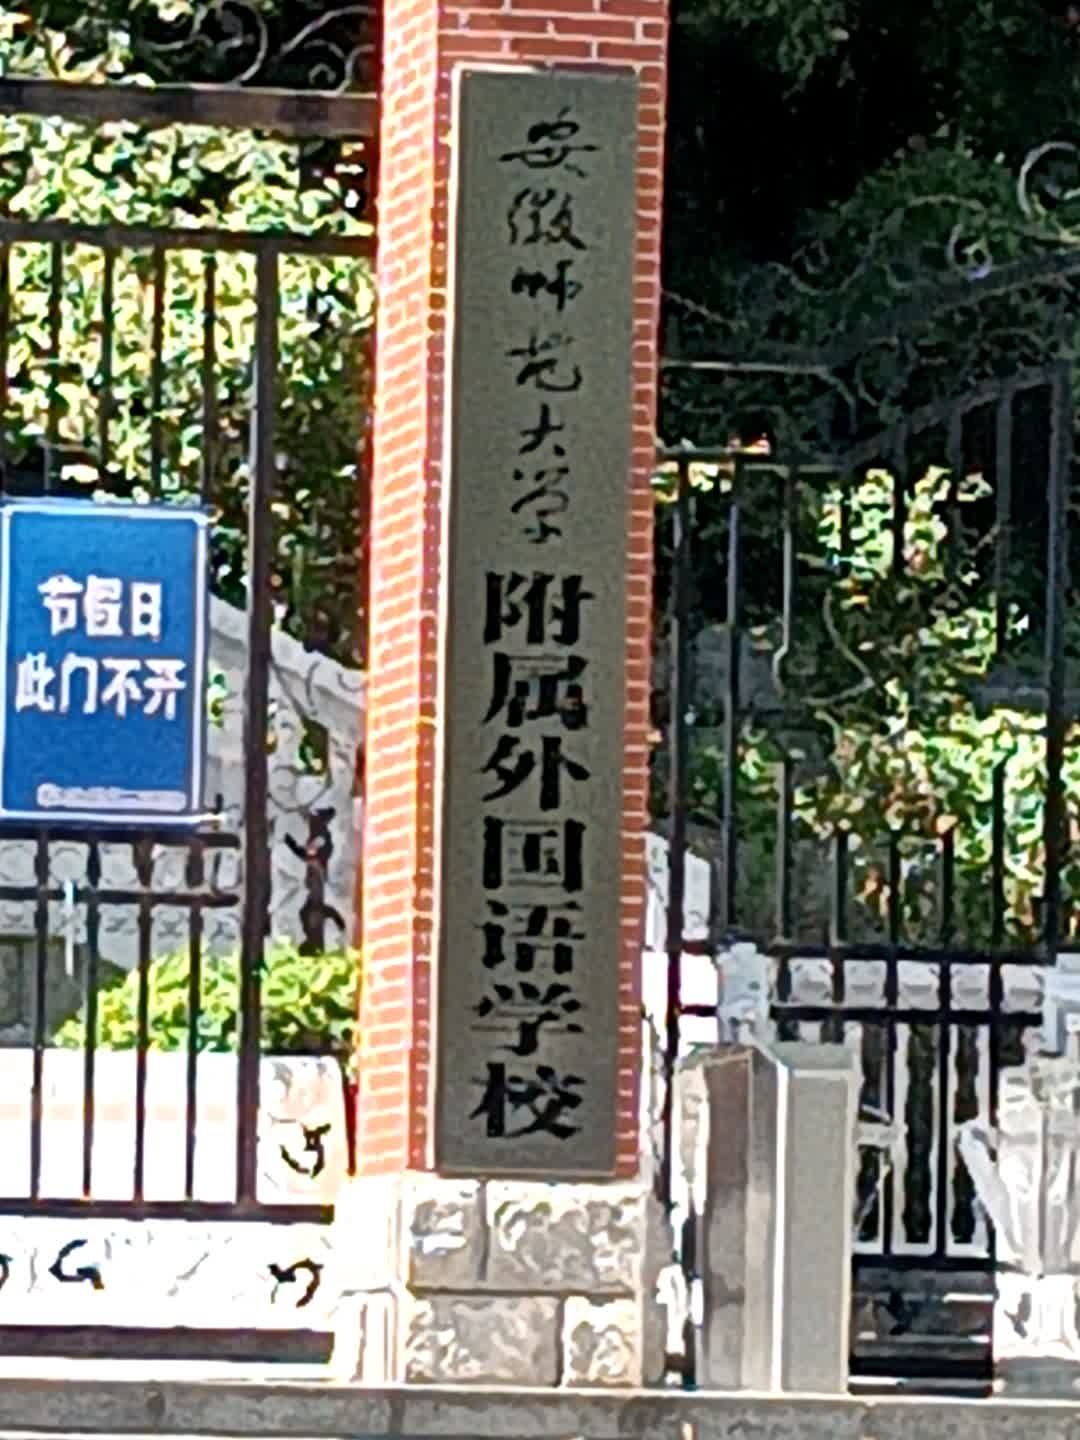 安徽师范大学附属外国语学校
节假日
此门不开